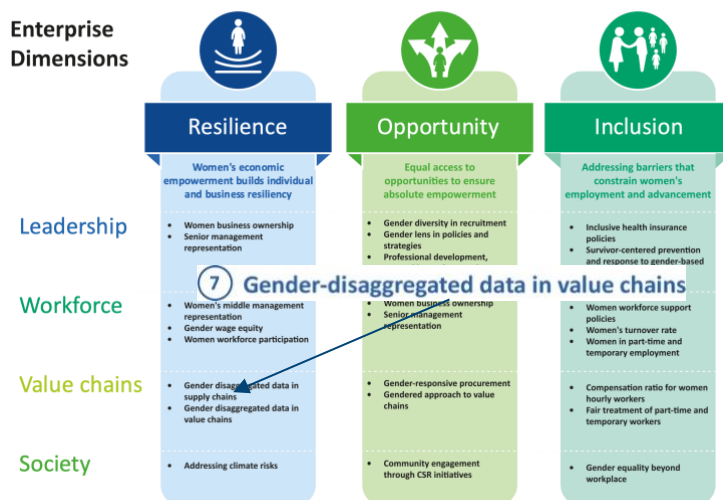 Enterprise
Dimensions
Resilience
Opportunity
Inclusion
Women's economic
empowerment builds individual
and business resiliency
Equal access to
opportunities to ensure
absolute empowerment
Addressing barriers that
constrain women's
employment and advancement
Leadership
• Women business ownership
• Senior management
representation
• Gender diversity in recruitment
• Gender lens in policies and
strategies
• Professional development,
• Inclusive health insurance
policies
• Survivor-centered prevention
and response to gender-based
7 Gender-disaggregated data in value chains
Workforce
• Women's middle management
representation
• Gender wage equity
• Women workforce participation
• Women business ownership
• Senior management
representation
• Women workforce support
policies
• Women's turnover rate
• Women in part-time and
temporary employment
Value chains
• Gender disaggregated data in
supply chains
• Gender disaggregated data in
value chains
• Gender-responsive procurement
• Gendered approach to value
chains
• Compensation ratio for women
hourly workers
• Fair treatment of part-time and
temporary workers
Society
• Addressing climate risks
• Community engagement
through CSR initiatives
• Gender equality beyond
workplace